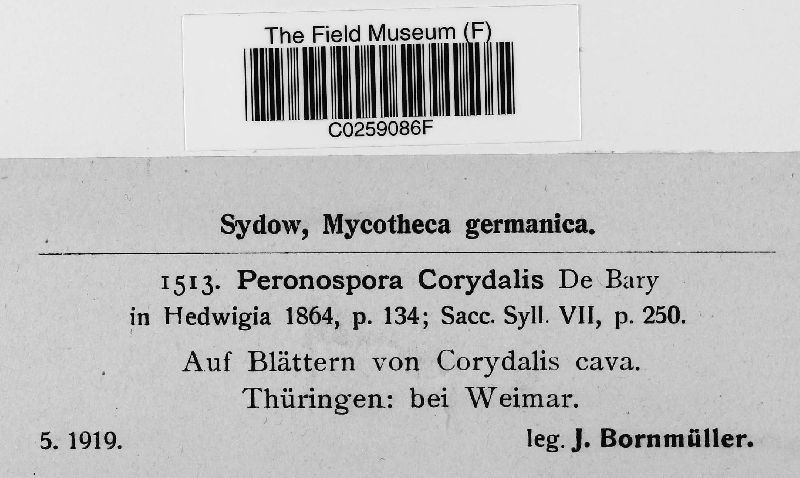 The Field Museum (F)
C0259086F
Sydow, Mycotheca germanica.
1513. Peronospora Corydalis De Bary
in Hedwigia 1864, p. 134; Sacc. Syll. VII, p. 250.
Auf Blättern von Corydalis cava.
Thüringen: bei Weimar.
5. 1919. leg. J. Bornmüller.